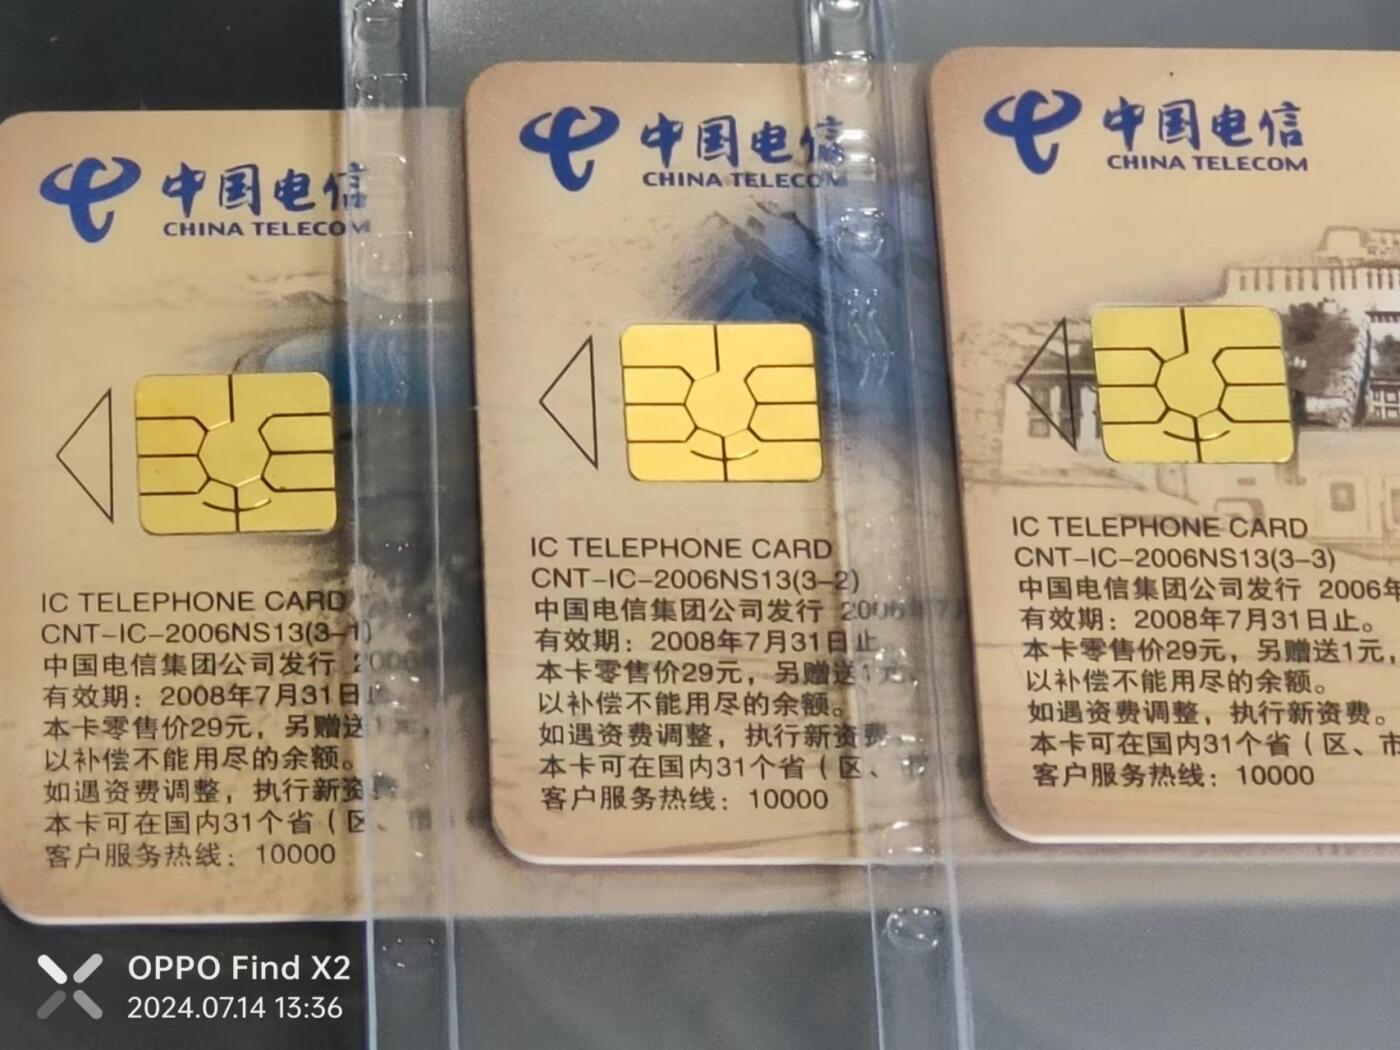 中国电信
CHINA TELECOM
IC TELEPHONE CARD
CNT-IC-2006NS13(3-1)
中国电信集团公司发行
有效期：2008年7月31日
本卡零售价29元，另赠送1元，
以补偿不能用尽的余额。
如遇资费调整，执行新资费
本卡可在国内31个省（区、
客户服务热线：10000
中国电信
CHINA TELECOM
IC TELEPHONE CARD
CNT-IC-2006NS13(3-2)
中国电信集团公司发行 2006年7月
有效期：2008年7月31日止。
本卡零售价29元，另赠送1元，
以补偿不能用尽的余额。
如遇资费调整，执行新资费。
本卡可在国内31个省（区、市
客户服务热线：10000
中国电信
CHINA TELECOM
IC TELEPHONE CARD
CNT-IC-2006NS13(3-3)
中国电信集团公司发行 2006年
有效期：2008年7月31日止。
本卡零售价29元，另赠送1元，
以补偿不能用尽的余额。
如遇资费调整，执行新资费。
本卡可在国内31个省（区、市
客户服务热线：10000
OPPO Find X2
2024.07.14 13:36